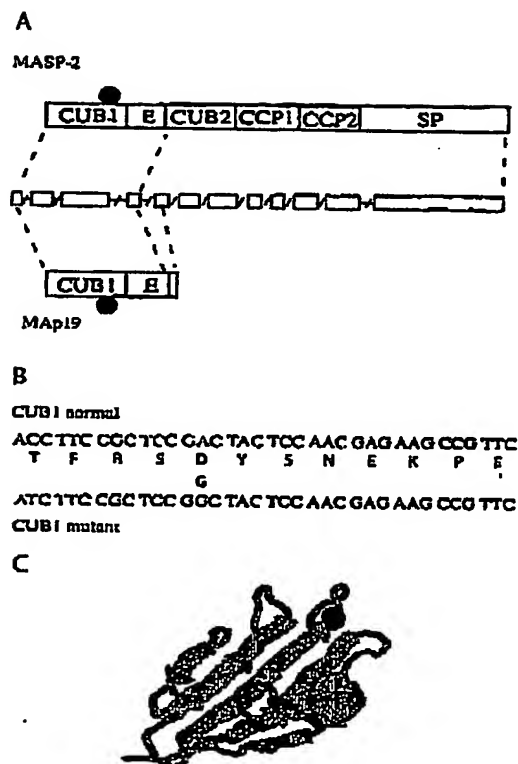 A
MASP-2
CUB1 E CUB2 CCP1 CCP2 SP
CUB1 E
MAp19
B
CUB1 normal
ACC TTC CGC TCC GAC TAC TCC AAC GAG AAG CCG TTC
T F R S D Y S N E K P F
G
ATC TTC CGC TCC GGC TAC TCC AAC GAG AAG CCG TTC
CUB1 mutant
C